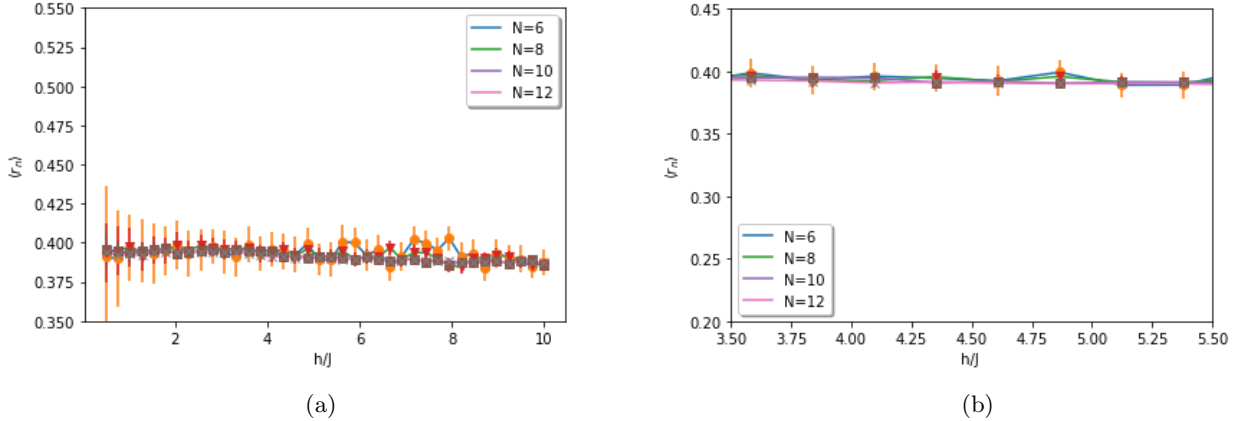 0.550
0.525
0.500
0.475
0.450
0.425
0.400
0.375
0.350
⟨rₙ⟩
2
4
6
8
10
h/J
N=6
N=8
N=10
N=12
(a)
0.45
0.40
0.35
0.30
0.25
0.20
⟨rₙ⟩
3.50
3.75
4.00
4.25
4.50
4.75
5.00
5.25
5.50
h/J
N=6
N=8
N=10
N=12
(b)